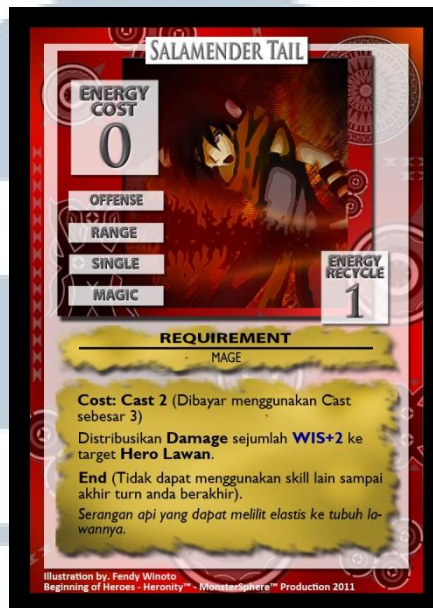 SALAMENDER TAIL
ENERGY
COST
0
OFFENSE
RANGE
SINGLE
MAGIC
ENERGY
RECYCLE
1
REQUIREMENT
MAGE
Cost: Cast 2 (Dibayar menggunakan Cast
sebesar 3)
Distribusikan Damage sejumlah WIS+2 ke
target Hero Lawan.
End (Tidak dapat menggunakan skill lain sampai
akhir turn anda berakhir).
Serangan api yang dapat melilit elastis ke tubuh la-
wannya.
Illustration by. Fendy Winoto
Beginning of Heroes - Heronity™ - MonsterSphere™ Production 2011